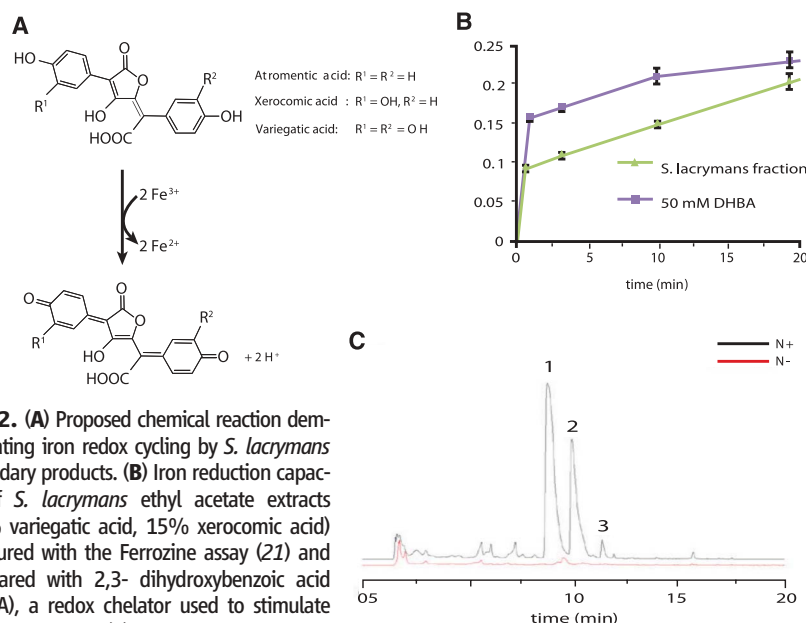 A
HO
O
O
R²
R¹
HO
OH
HOOC
Atromentic acid: R¹ = R² = H
Xerocomic acid : R¹ = OH, R² = H
Variegatic acid: R¹ = R² = O H
2 Fe³⁺
2 Fe²⁺
O
O
O
R²
R¹
HO
O
+ 2 H⁺
HOOC
B
0.25
0.2
0.15
0.1
0.05
0
0 5 10 15 20
time (min)
S. lacrymans fraction
50 mM DHBA
C
N+
N-
1
2
3
05 10 15
time (min)
2. (A) Proposed chemical reaction dem-
ating iron redox cycling by S. lacrymans
dary products. (B) Iron reduction capac-
S. lacrymans ethyl acetate extracts
variegatic acid, 15% xerocomic acid)
ured with the Ferrozine assay (21) and
ared with 2,3- dihydroxybenzoic acid
A), a redox chelator used to stimulate